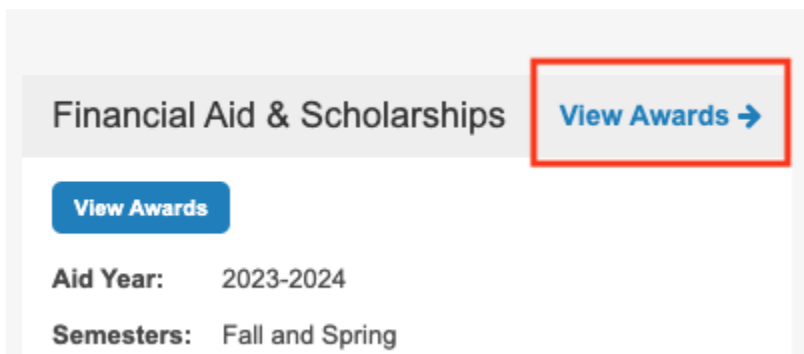 Financial Aid & Scholarships View Awards →
View Awards
Aid Year: 2023-2024
Semesters: Fall and Spring